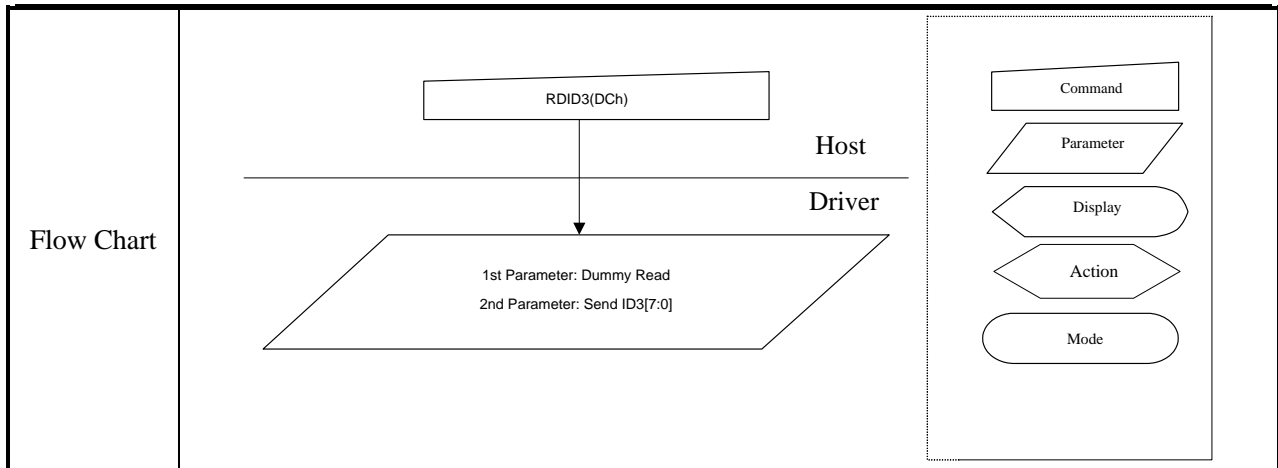 Flow Chart
RDID3(DCh)
Host
Driver
1st Parameter: Dummy Read
2nd Parameter: Send ID3[7:0]
Command
Parameter
Display
Action
Mode